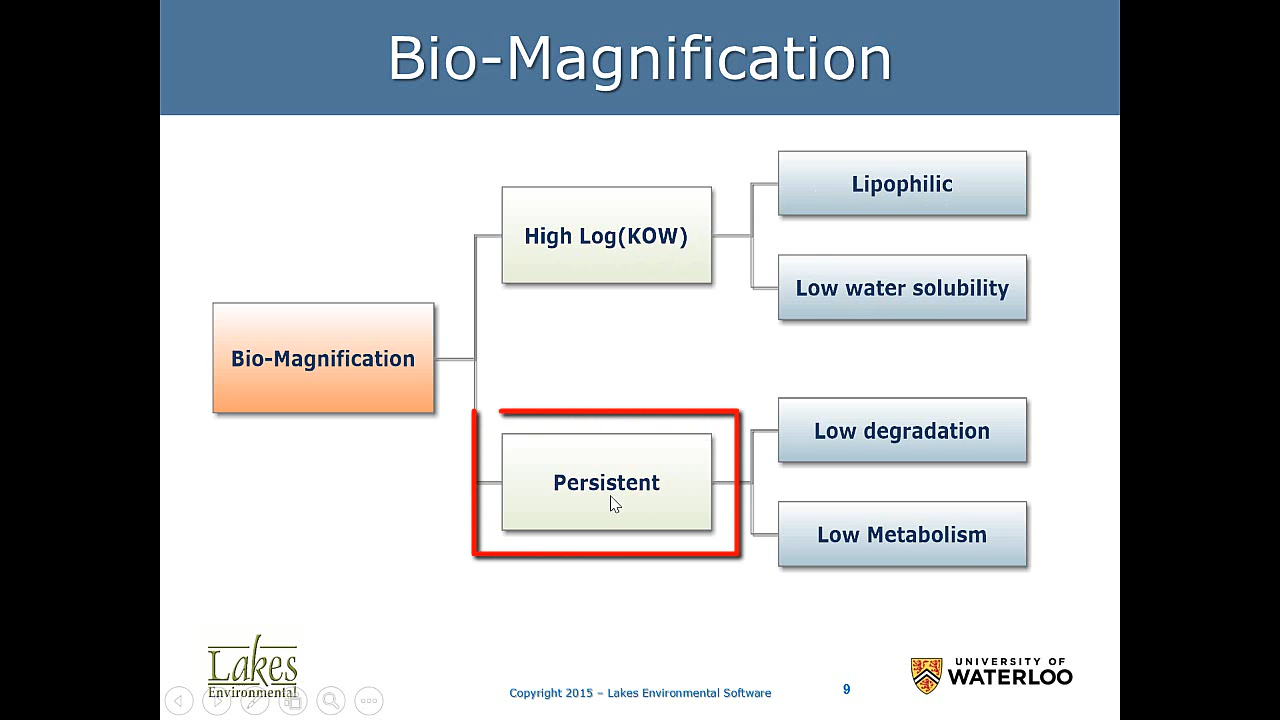 Bio-Magnification
Lipophilic
High Log(KOW)
Low water solubility
Bio-Magnification
Low degradation
Persistent
Low Metabolism
Lakes
Environmental
Copyright 2015 – Lakes Environmental Software
9
UNIVERSITY OF
WATERLOO